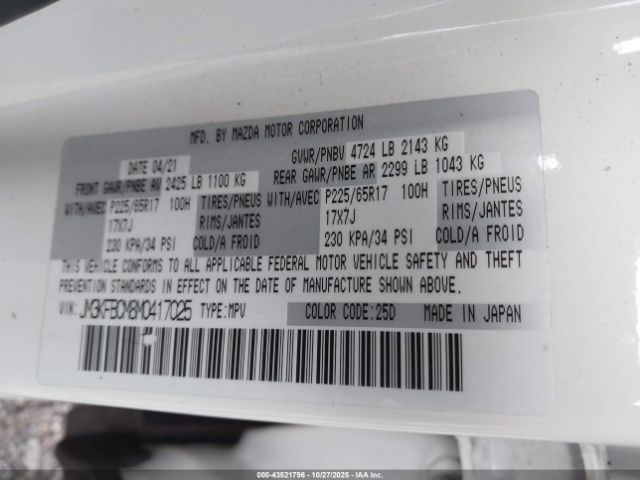 MFD. BY MAZDA MOTOR CORPORATION
DATE 04/21 GVWR/PNBV 4724 LB 2143 KG
FRONT GAWR/PNBE AV 2425 LB 1100 KG REAR GAWR/PNBE AR 2299 LB 1043 KG
WITH/AVEC P225/65R17 100H TIRES/PNEUS WITH/AVEC P225/65R17 100H TIRES/PNEUS
17X7J RIMS/JANTES 17X7J RIMS/JANTES
230 KPA/34 PSI COLD/A FROID 230 KPA/34 PSI COLD/A FROID
THIS VEHICLE CONFORMS TO ALL APPLICABLE FEDERAL MOTOR VEHICLE SAFETY AND THEFT
PREVENTION STANDARDS IN EFFECT ON THE DATE OF MANUFACTURE SHOWN ABOVE.
VIN: JM3KFBCM8M0417025 TYPE:MPV COLOR CODE:25D MADE IN JAPAN
© 43521796 - 10/27/2025 - IAA Holdings, LLC